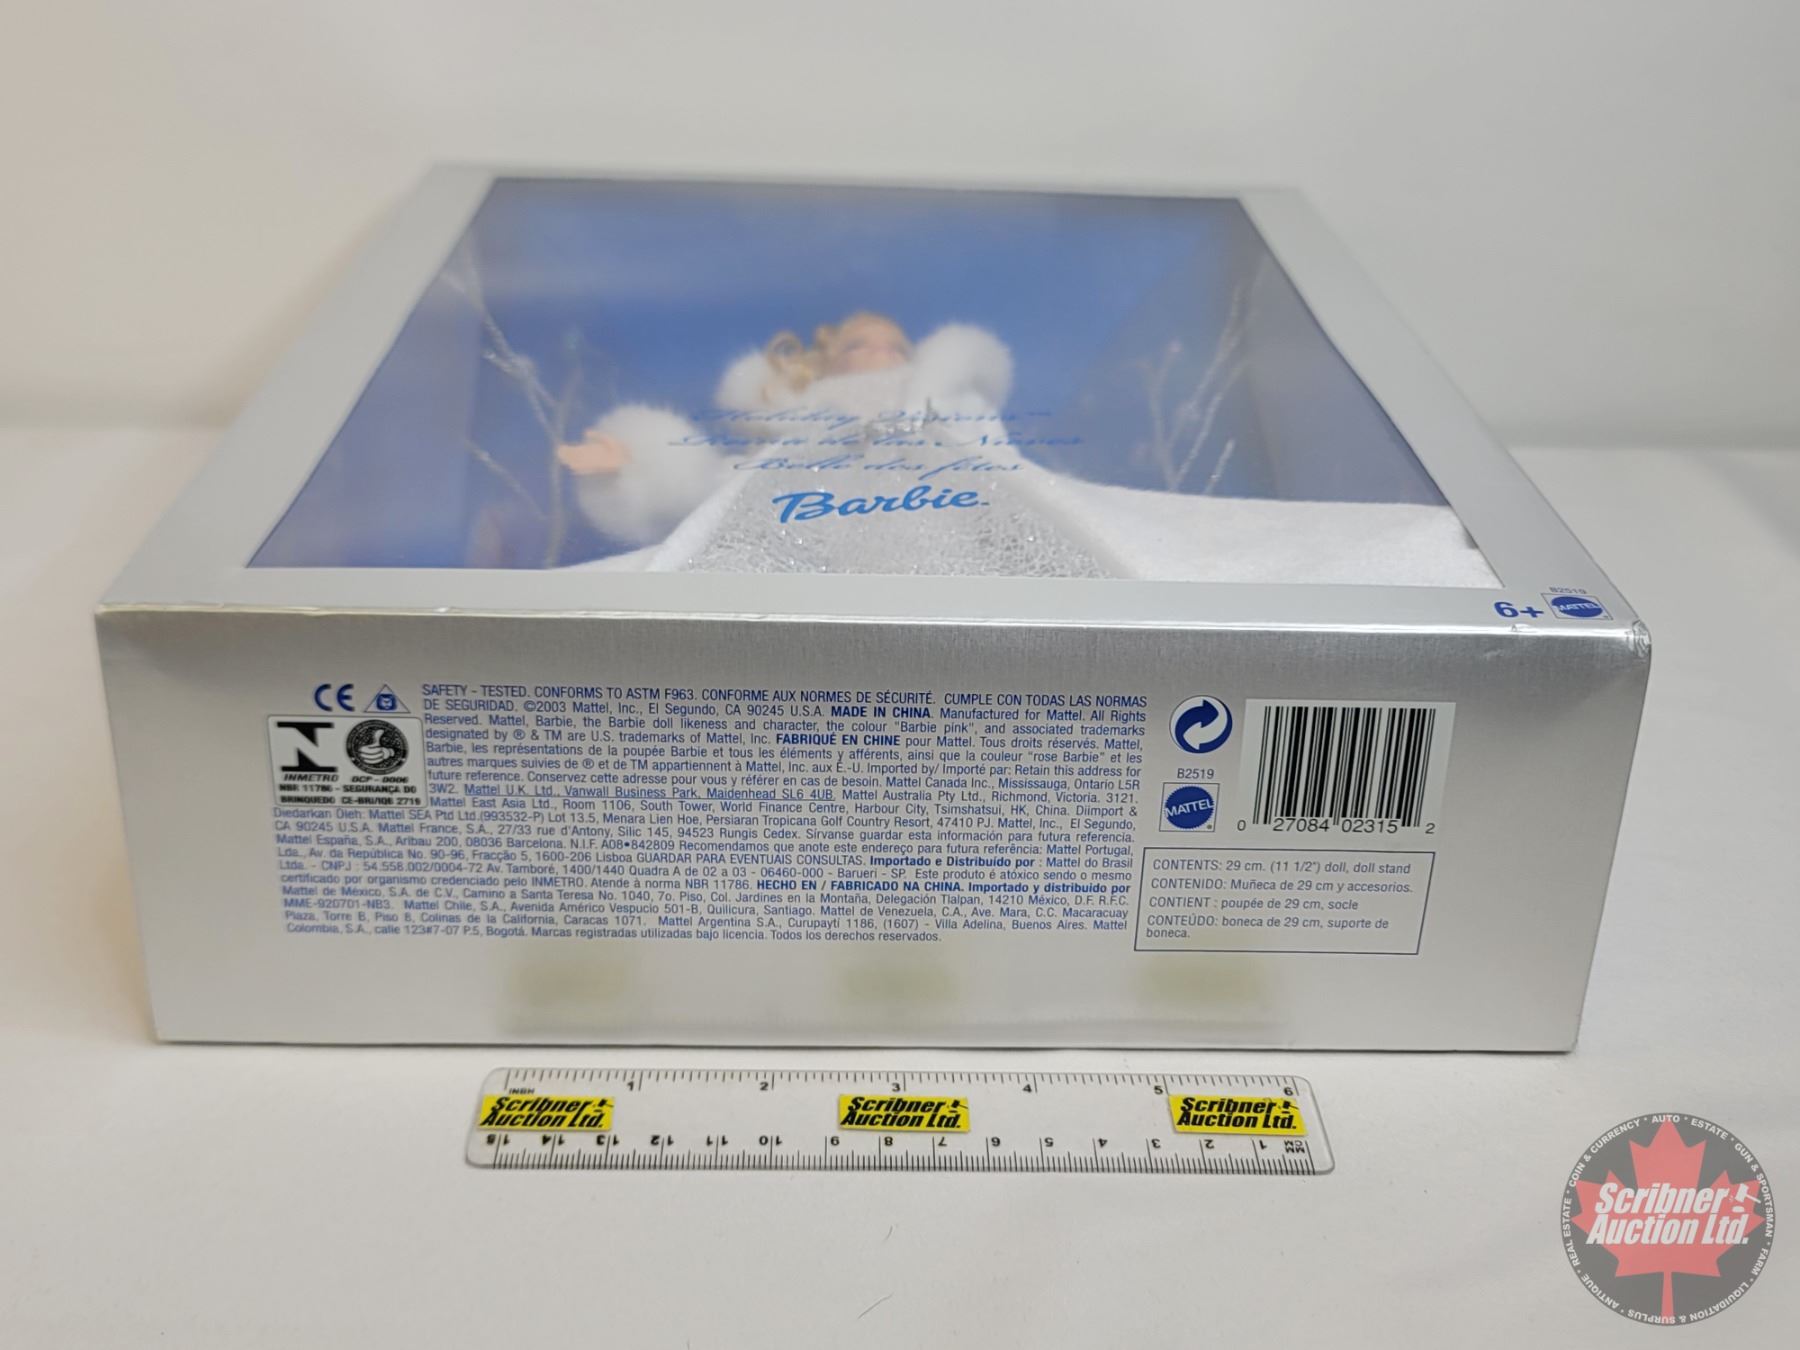 Holiday Visions™
Reina de las Nieves
Belle des fêtes
Barbie™
B2519
6+ MATTEL
CE
INMETRO OCP - 0006
NBR 11786 - SEGURANÇA DO
BRINQUEDO CE-BRI/IQB 2719
SAFETY - TESTED. CONFORMS TO ASTM F963. CONFORME AUX NORMES DE SÉCURITÉ. CUMPLE CON TODAS LAS NORMAS
DE SEGURIDAD. ©2003 Mattel, Inc., El Segundo, CA 90245 U.S.A. MADE IN CHINA. Manufactured for Mattel. All Rights
Reserved. Mattel, Barbie, the Barbie doll likeness and character, the colour "Barbie pink", and associated trademarks
designated by ® & TM are U.S. trademarks of Mattel, Inc. FABRIQUÉ EN CHINE pour Mattel. Tous droits réservés. Mattel,
Barbie, les représentations de la poupée Barbie et tous les éléments y afférents, ainsi que la couleur "rose Barbie" et les
autres marques suivies de ® et de TM appartiennent à Mattel, Inc. aux É.-U. Imported by/ Importé par: Retain this address for
future reference. Conservez cette adresse pour vous y référer en cas de besoin. Mattel Canada Inc., Mississauga, Ontario L5R
3W2. Mattel U.K. Ltd., Vanwall Business Park, Maidenhead SL6 4UB. Mattel Australia Pty Ltd., Richmond, Victoria. 3121.
Mattel East Asia Ltd., Room 1106, South Tower, World Finance Centre, Harbour City, Tsimshatsui, HK, China. Diimport &
Diedarkan Oleh: Mattel SEA Ptd Ltd.(993532-P) Lot 13.5, Menara Lien Hoe, Persiaran Tropicana Golf Country Resort, 47410 PJ. Mattel, Inc., El Segundo,
CA 90245 U.S.A. Mattel France, S.A., 27/33 rue d'Antony, Silic 145, 94523 Rungis Cedex. Sírvanse guardar esta información para futura referencia.
Mattel España, S.A., Aribau 200, 08036 Barcelona. N.I.F. A08•842809 Recomendamos que anote este endereço para futura referência: Mattel Portugal,
Lda., Av. da República No. 90-96, Fracção 5, 1600-206 Lisboa GUARDAR PARA EVENTUAIS CONSULTAS. Importado e Distribuído por : Mattel do Brasil
Ltda. - CNPJ : 54.558.002/0004-72 Av. Tamboré, 1400/1440 Quadra A de 02 a 03 - 06460-000 - Barueri - SP. Este produto é atóxico sendo o mesmo
certificado por organismo credenciado pelo INMETRO. Atende à norma NBR 11786. HECHO EN / FABRICADO NA CHINA. Importado y distribuido por
Mattel de México, S.A. de C.V., Camino a Santa Teresa No. 1040, 7o. Piso, Col. Jardines en la Montaña, Delegación Tlalpan, 14210 México, D.F. R.F.C.
MME-920701-NB3. Mattel Chile, S.A., Avenida Américo Vespucio 501-B, Quilicura, Santiago. Mattel de Venezuela, C.A., Ave. Mara, C.C. Macaracuay
Plaza, Torre B, Piso 8, Colinas de la California, Caracas 1071. Mattel Argentina S.A., Curupaytí 1186, (1607) - Villa Adelina, Buenos Aires. Mattel
Colombia, S.A., calle 123#7-07 P.5, Bogotá. Marcas registradas utilizadas bajo licencia. Todos los derechos reservados.
B2519
MATTEL
0 27084 02315 2
CONTENTS: 29 cm. (11 1/2") doll, doll stand
CONTENIDO: Muñeca de 29 cm y accesorios.
CONTIENT : poupée de 29 cm, socle
CONTEÚDO: boneca de 29 cm, suporte de
boneca.
INCH 1 2 3 4 5 6
Scribner Auction Ltd. Scribner Auction Ltd. Scribner Auction Ltd.
15 14 13 12 11 10 9 8 7 6 5 4 3 2 1 MM CM
COIN & CURRENCY · AUTO · ESTATE · GUN & SPORTSMAN · FARM · LIQUIDATION & SURPLUS · ANTIQUE · REAL ESTATE ·
Scribner
Auction Ltd.